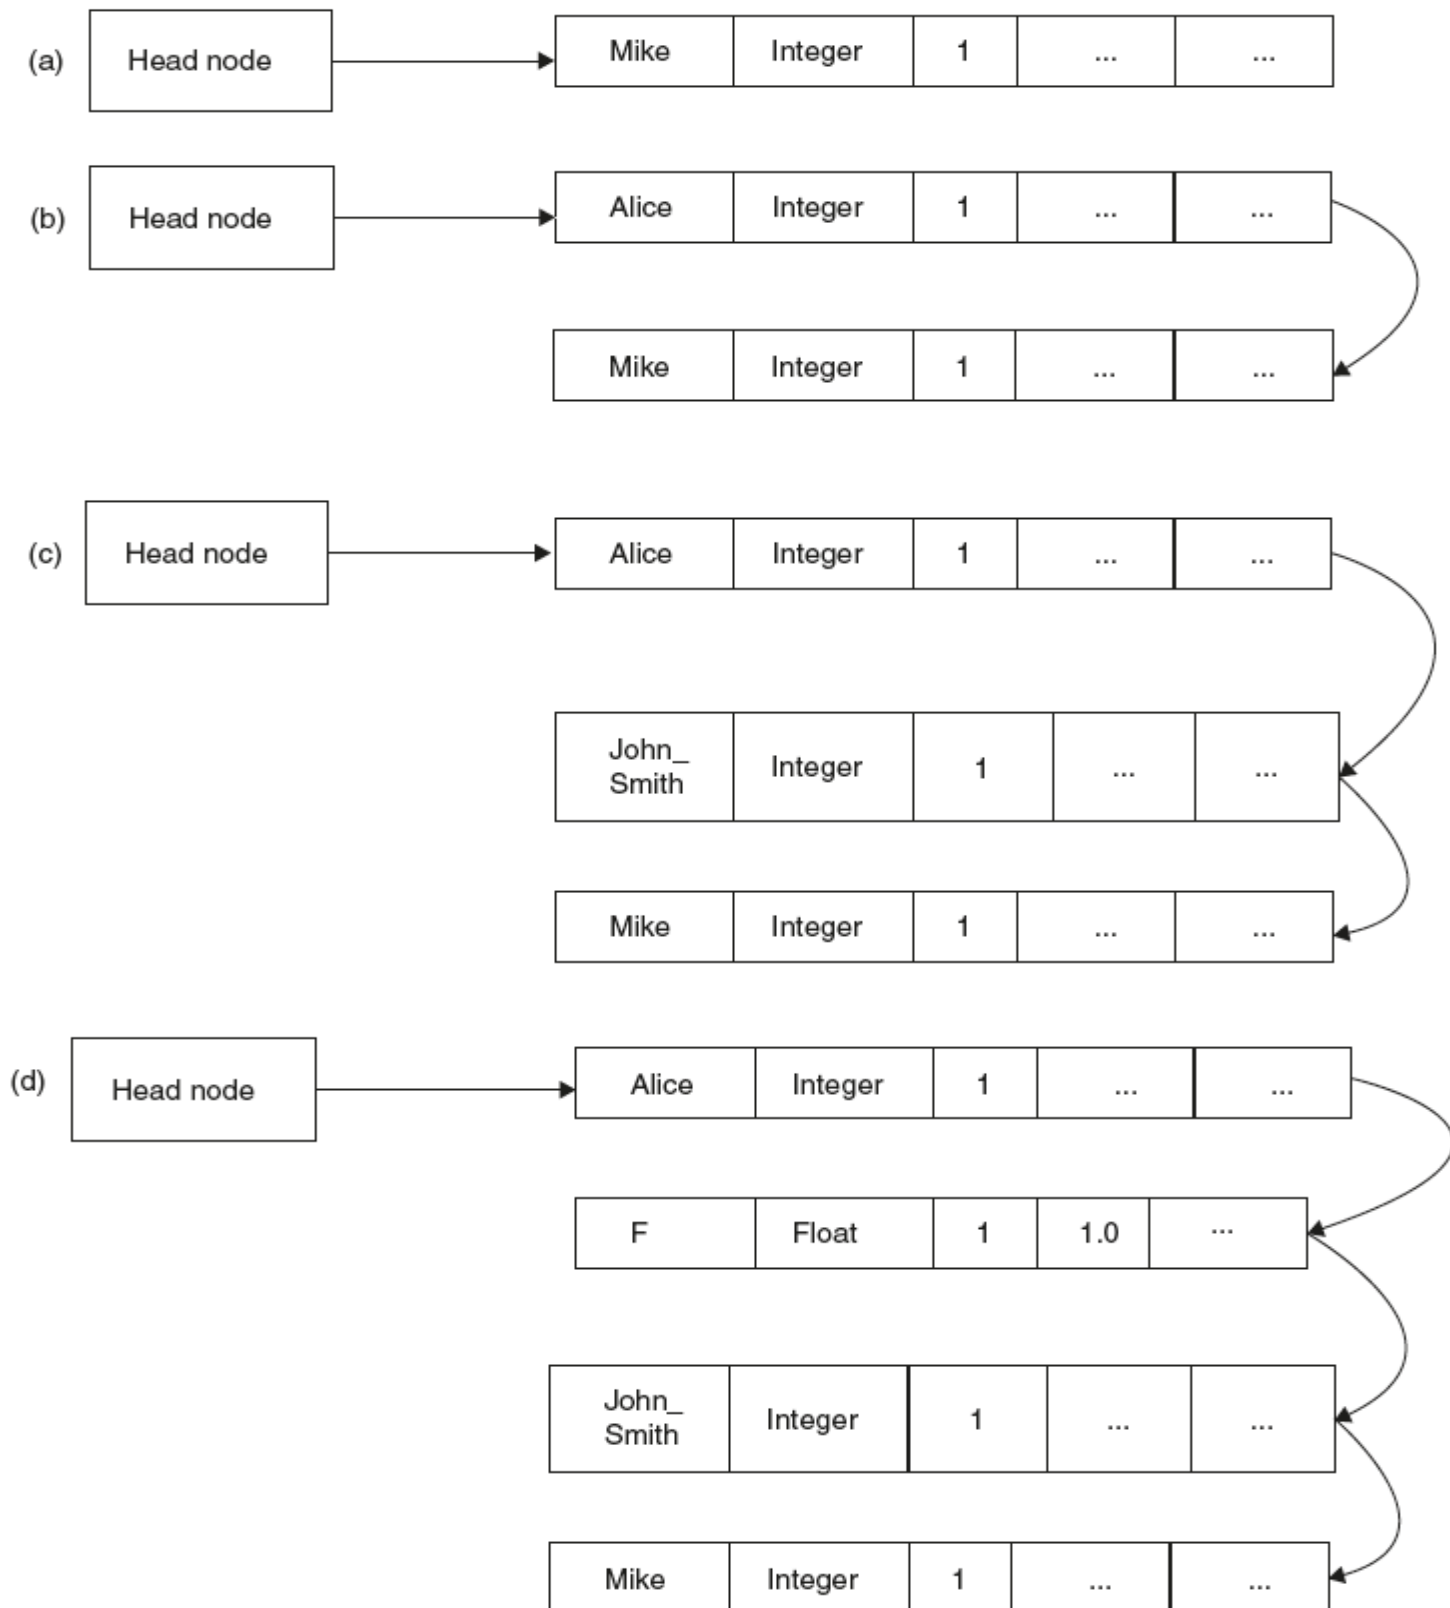 (a) Head node Mike Integer 1 ... ...
(b) Head node Alice Integer 1 ... ...
Mike Integer 1 ... ...
(c) Head node Alice Integer 1 ... ...
John_
Smith Integer 1 ... ...
Mike Integer 1 ... ...
(d) Head node Alice Integer 1 ... ...
F Float 1 1.0 ...
John_
Smith Integer 1 ... ...
Mike Integer 1 ... ...